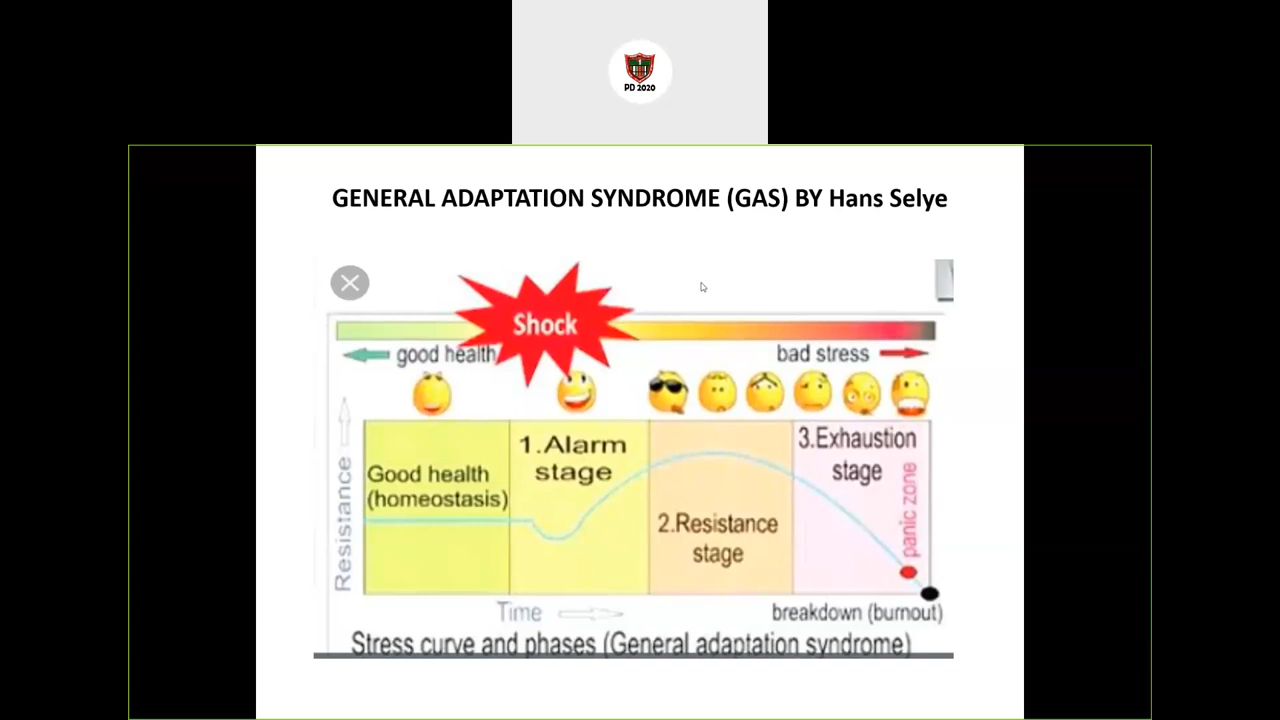 PD 2020
GENERAL ADAPTATION SYNDROME (GAS) BY Hans Selye
Shock
good health
bad stress
Resistance
Good health
(homeostasis)
1.Alarm
stage
2.Resistance
stage
3.Exhaustion
stage
panic zone
Time
breakdown (burnout)
Stress curve and phases (General adaptation syndrome)